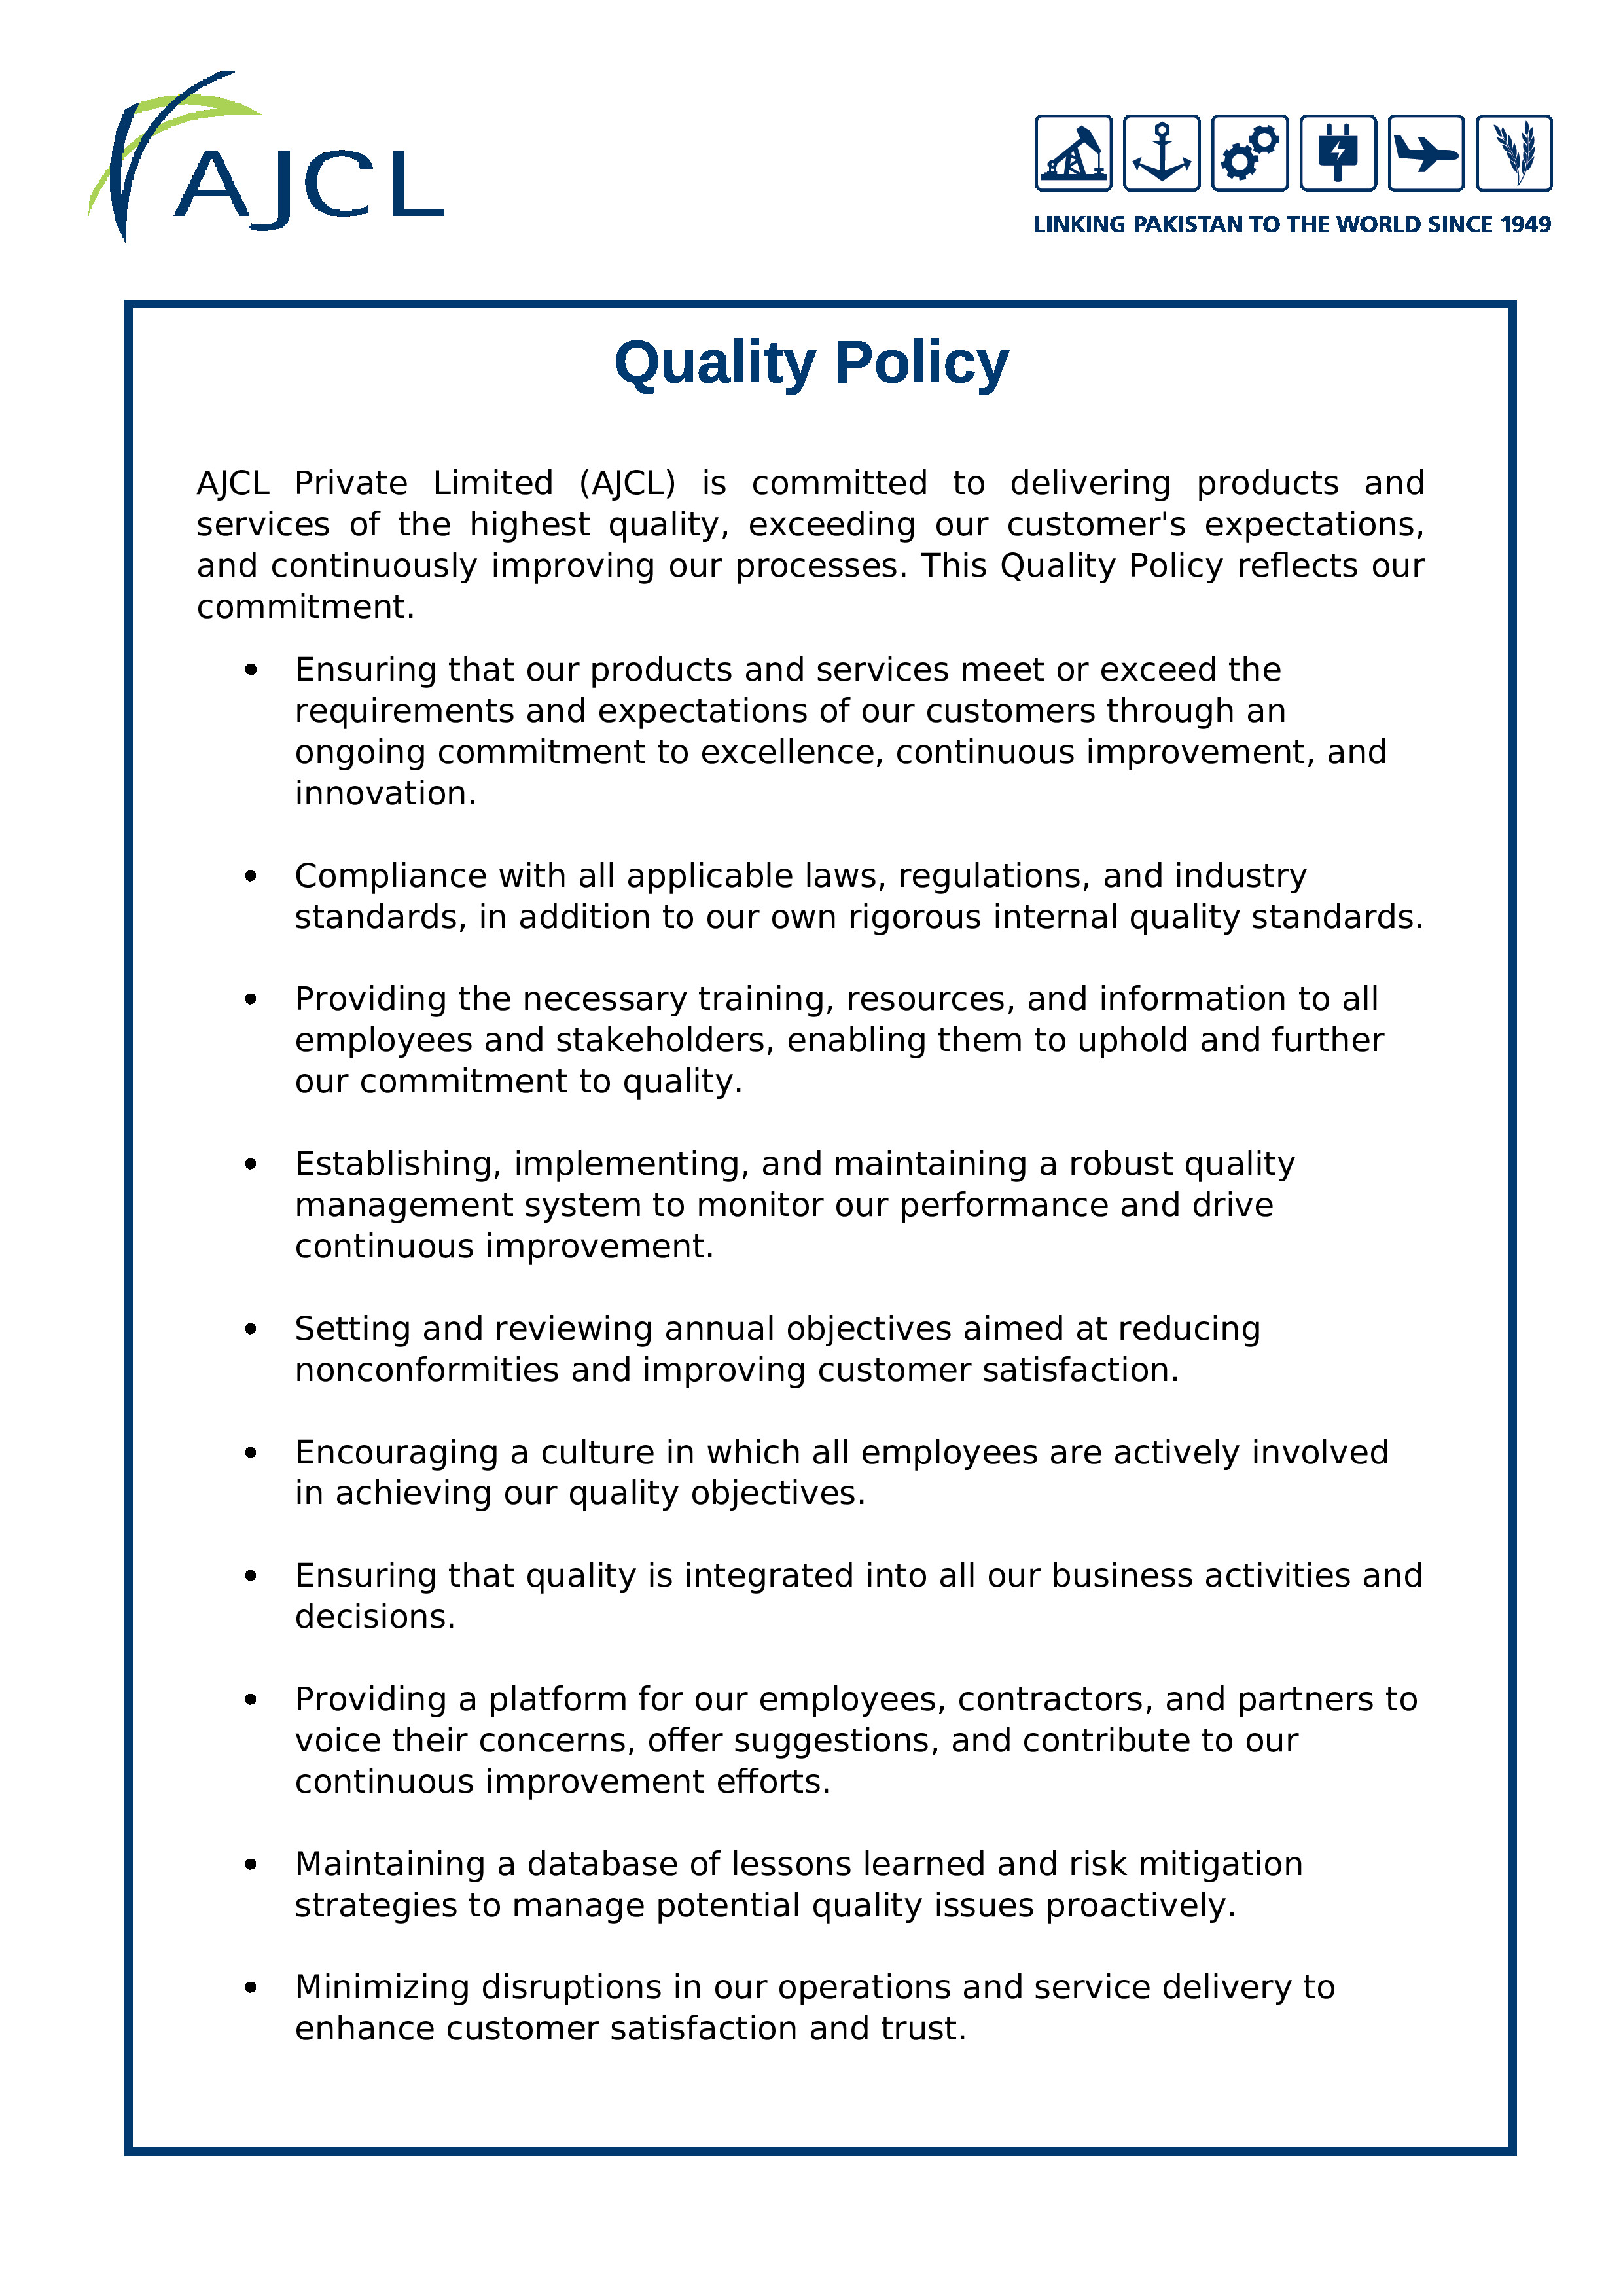 AJCL
LINKING PAKISTAN TO THE WORLD SINCE 1949
Quality Policy
AJCL Private Limited (AJCL) is committed to delivering products and
services of the highest quality, exceeding our customer's expectations,
and continuously improving our processes. This Quality Policy reflects our
commitment.
• Ensuring that our products and services meet or exceed the
requirements and expectations of our customers through an
ongoing commitment to excellence, continuous improvement, and
innovation.
• Compliance with all applicable laws, regulations, and industry
standards, in addition to our own rigorous internal quality standards.
• Providing the necessary training, resources, and information to all
employees and stakeholders, enabling them to uphold and further
our commitment to quality.
• Establishing, implementing, and maintaining a robust quality
management system to monitor our performance and drive
continuous improvement.
• Setting and reviewing annual objectives aimed at reducing
nonconformities and improving customer satisfaction.
• Encouraging a culture in which all employees are actively involved
in achieving our quality objectives.
• Ensuring that quality is integrated into all our business activities and
decisions.
• Providing a platform for our employees, contractors, and partners to
voice their concerns, offer suggestions, and contribute to our
continuous improvement efforts.
• Maintaining a database of lessons learned and risk mitigation
strategies to manage potential quality issues proactively.
• Minimizing disruptions in our operations and service delivery to
enhance customer satisfaction and trust.